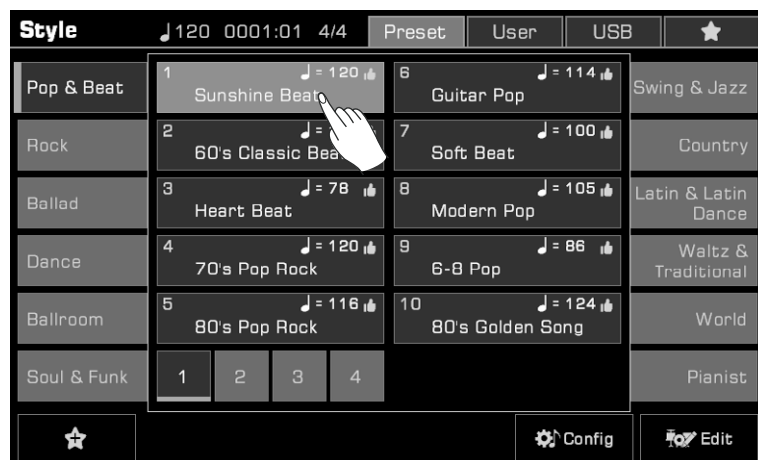 Style
120 0001:01 4/4
Preset
User
USB
Pop & Beat
Rock
Ballad
Dance
Ballroom
Soul & Funk
1 = 120
Sunshine Beat
2 =
60's Classic
3 = 78
Heart Beat
4 = 120
70's Pop Rock
5 = 116
80's Pop Rock
6 = 114
Guitar Pop
7 = 100
Soft Beat
8 = 105
Modern Pop
9 = 86
6-8 Pop
10 = 124
80's Golden Song
1 2 3 4
Swing & Jazz
Country
Latin & Latin
Dance
Waltz &
Traditional
World
Pianist
Config
Edit